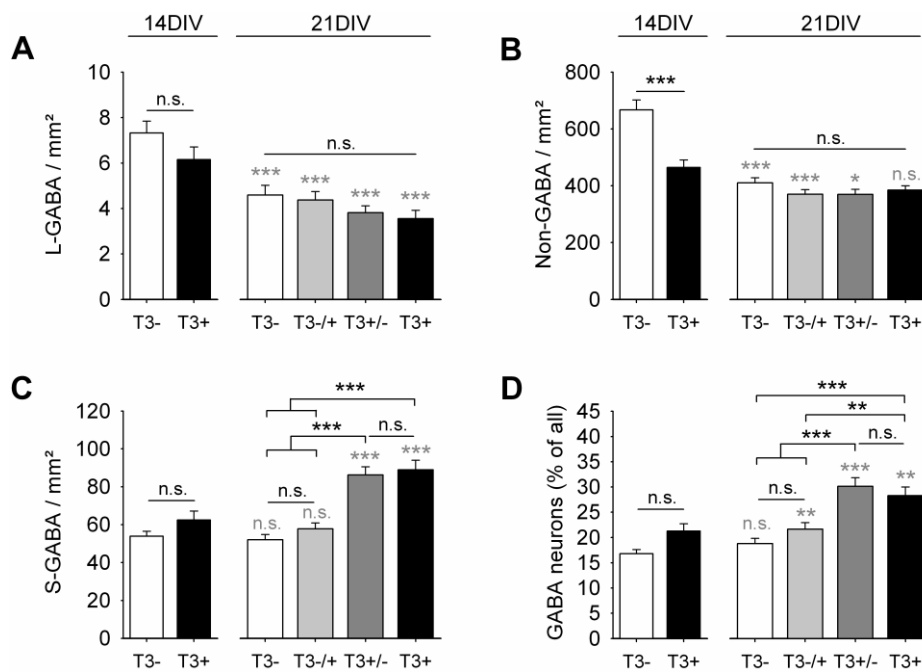 14DIV 21DIV
A
L-GABA / mm²
10
8
6
4
2
0
n.s.
n.s.
*** *** *** ***
T3- T3+ T3- T3-/+ T3+/- T3+
14DIV 21DIV
B
Non-GABA / mm²
800
600
400
200
0
***
n.s.
*** *** * n.s.
T3- T3+ T3- T3-/+ T3+/- T3+
C
S-GABA / mm²
120
100
80
60
40
20
0
***
*** n.s.
*** ***
n.s. n.s.
n.s. n.s.
T3- T3+ T3- T3-/+ T3+/- T3+
D
GABA neurons (% of all)
45
40
35
30
25
20
15
10
5
0
***
**
*** n.s.
*** **
n.s. n.s.
n.s. **
T3- T3+ T3- T3-/+ T3+/- T3+